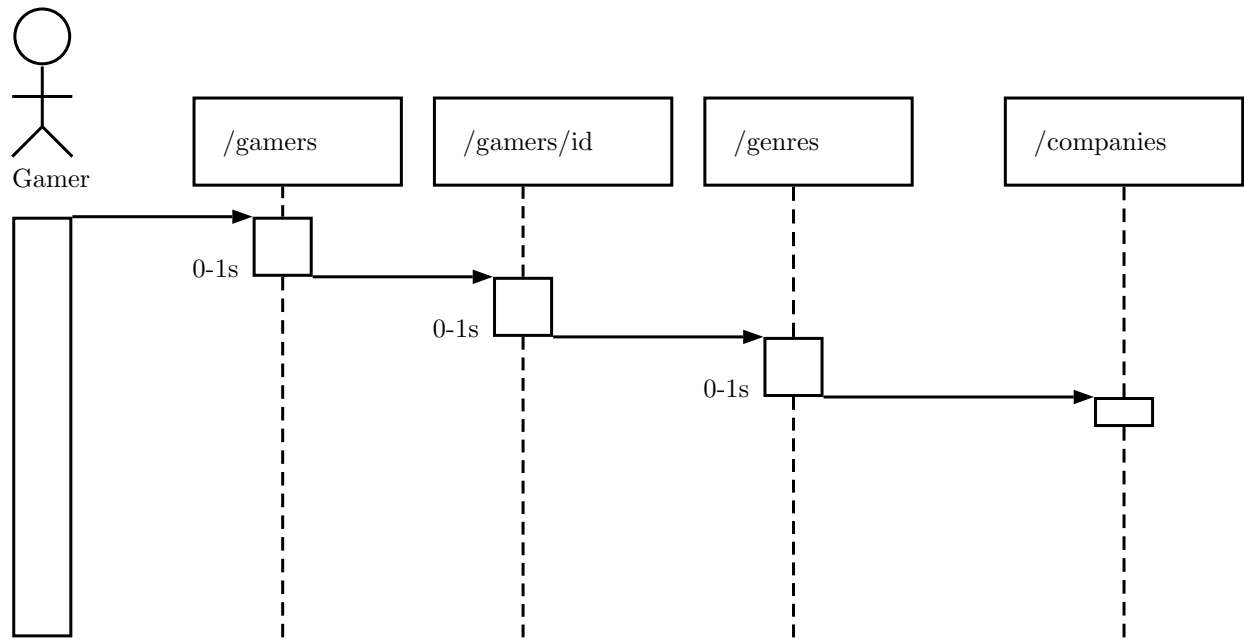 /gamers
/gamers/id
/genres
/companies
Gamer
0-1s
0-1s
0-1s